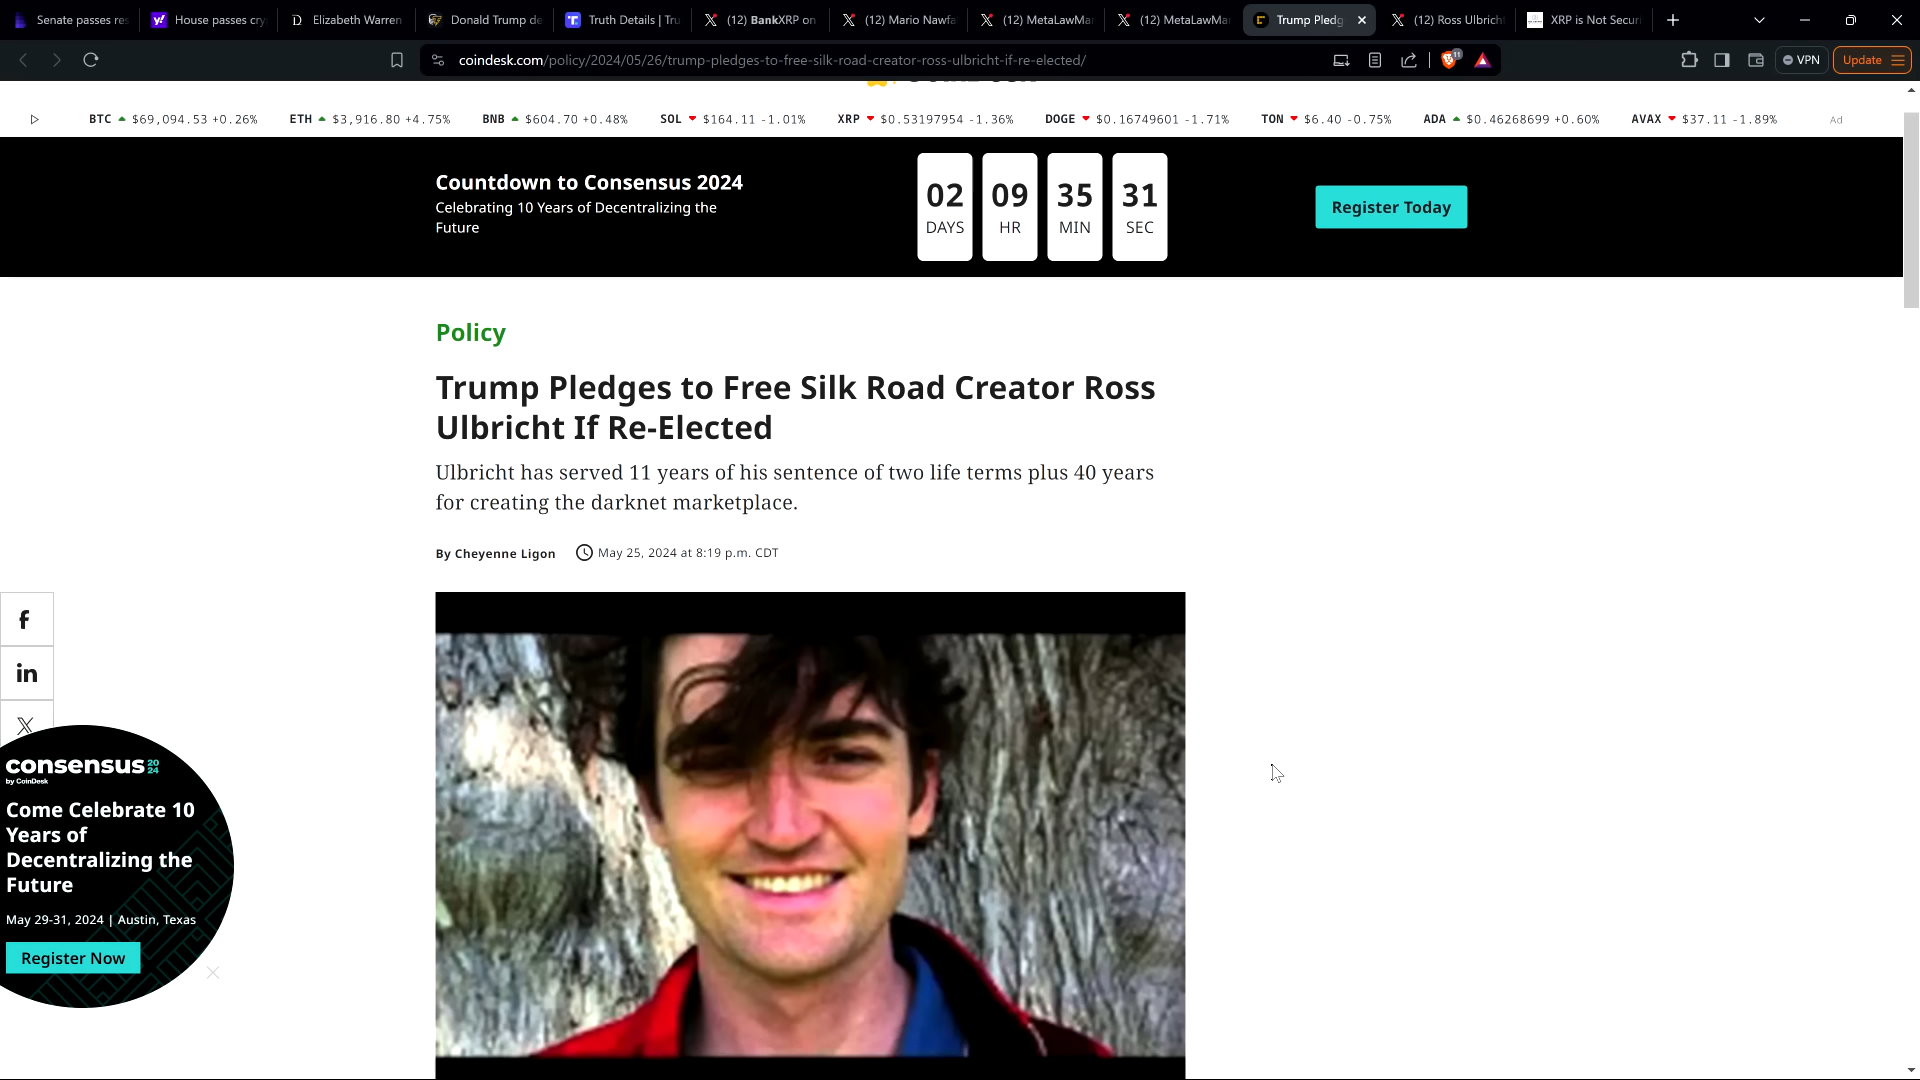 Senate passes res
House passes cry
Elizabeth Warren
Donald Trump de
Truth Details | Tru
(12) BankXRP on
(12) Mario Nawfa
(12) MetaLawMa
(12) MetaLawMa
Trump Pledg
(12) Ross Ulbricht
XRP is Not Securi
coindesk.com/policy/2024/05/26/trump-pledges-to-free-silk-road-creator-ross-ulbricht-if-re-elected/
11
VPN
Update
BTC $69,094.53 +0.26%
ETH $3,916.80 +4.75%
BNB $604.70 +0.48%
SOL $164.11 -1.01%
XRP $0.53197954 -1.36%
DOGE $0.16749601 -1.71%
TON $6.40 -0.75%
ADA $0.46268699 +0.60%
AVAX $37.11 -1.89%
Ad
Countdown to Consensus 2024
Celebrating 10 Years of Decentralizing the
Future
02 09 35 31
DAYS HR MIN SEC
Register Today
Policy
Trump Pledges to Free Silk Road Creator Ross
Ulbricht If Re-Elected
Ulbricht has served 11 years of his sentence of two life terms plus 40 years
for creating the darknet marketplace.
By Cheyenne Ligon May 25, 2024 at 8:19 p.m. CDT
consensus 2024
by CoinDesk
Come Celebrate 10
Years of
Decentralizing the
Future
May 29-31, 2024 | Austin, Texas
Register Now